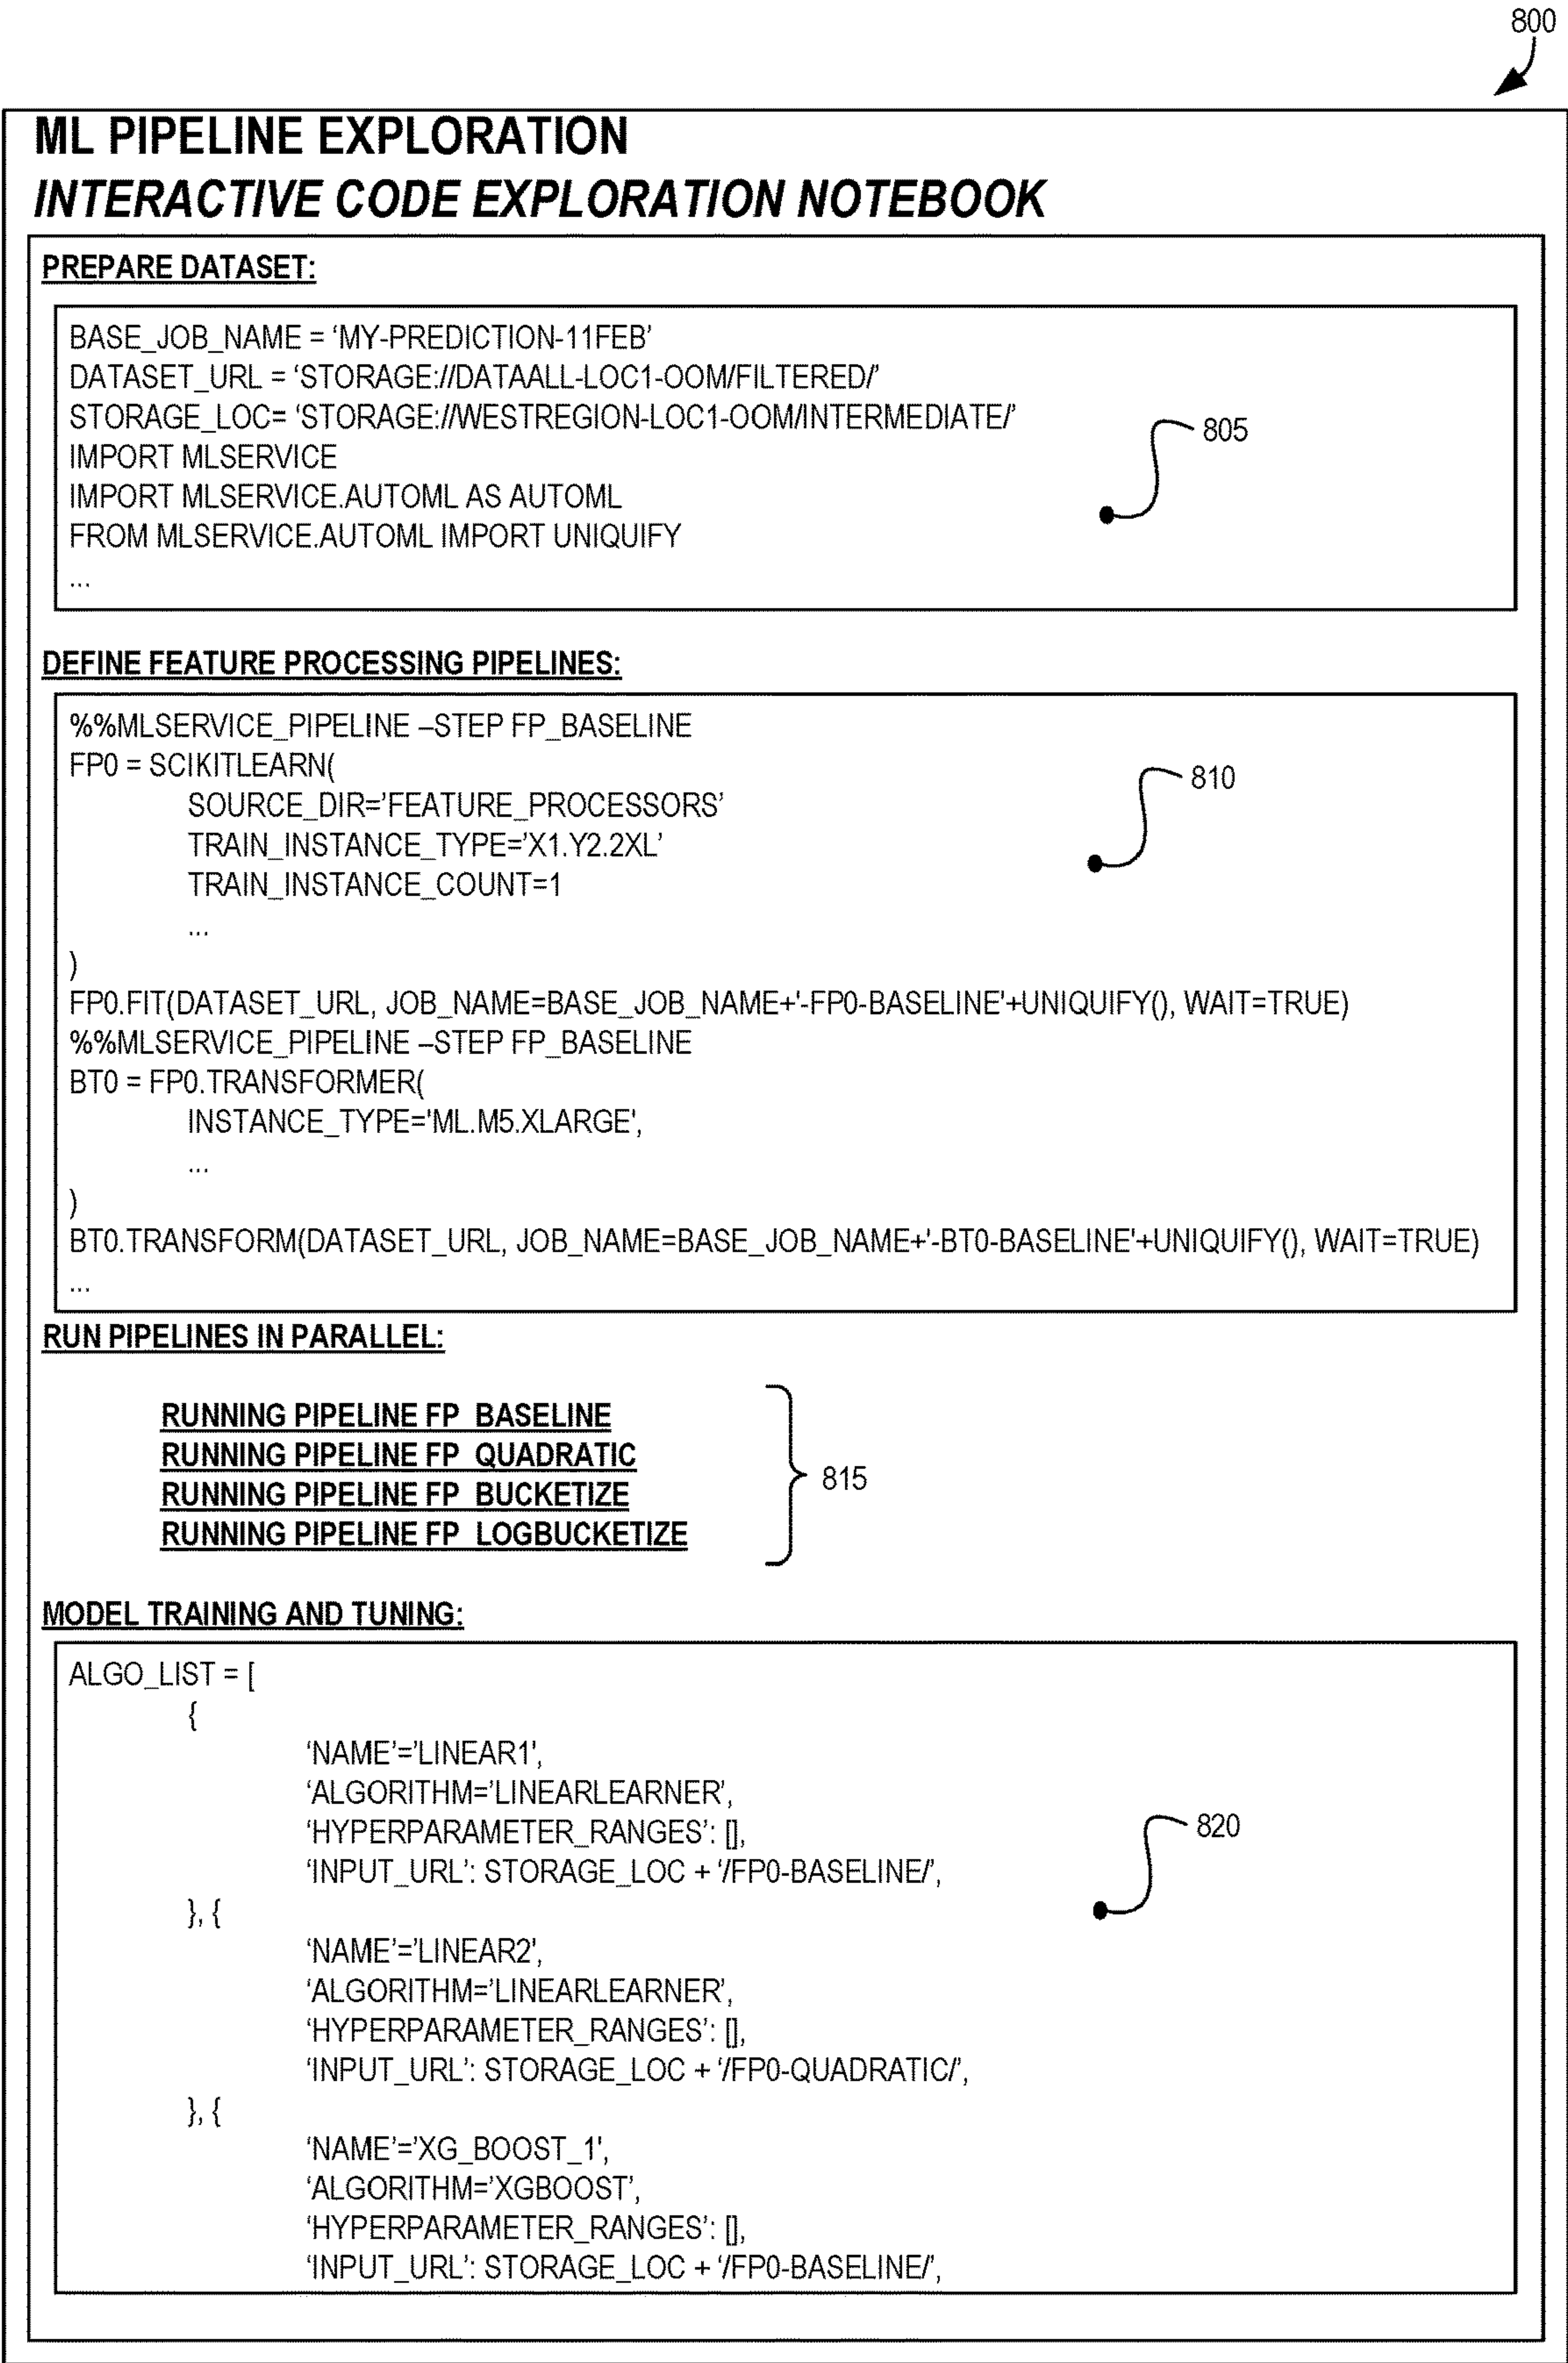 800
ML PIPELINE EXPLORATION
INTERACTIVE CODE EXPLORATION NOTEBOOK
PREPARE DATASET:
BASE_JOB_NAME = ‘MY-PREDICTION-11FEB’
DATASET_URL = ‘STORAGE://DATAALL-LOC1-OOM/FILTERED/’
STORAGE_LOC= ‘STORAGE://WESTREGION-LOC1-OOM/INTERMEDIATE/’
IMPORT MLSERVICE
IMPORT MLSERVICE.AUTOML AS AUTOML
FROM MLSERVICE.AUTOML IMPORT UNIQUIFY
...
805
DEFINE FEATURE PROCESSING PIPELINES:
%%MLSERVICE_PIPELINE –STEP FP_BASELINE
FP0 = SCIKITLEARN(
SOURCE_DIR=’FEATURE_PROCESSORS’
TRAIN_INSTANCE_TYPE=’X1.Y2.2XL’
TRAIN_INSTANCE_COUNT=1
...
)
FP0.FIT(DATASET_URL, JOB_NAME=BASE_JOB_NAME+'-FP0-BASELINE'+UNIQUIFY(), WAIT=TRUE)
%%MLSERVICE_PIPELINE –STEP FP_BASELINE
BT0 = FP0.TRANSFORMER(
INSTANCE_TYPE='ML.M5.XLARGE',
...
)
BT0.TRANSFORM(DATASET_URL, JOB_NAME=BASE_JOB_NAME+'-BT0-BASELINE'+UNIQUIFY(), WAIT=TRUE)
...
810
RUN PIPELINES IN PARALLEL:
RUNNING PIPELINE FP_BASELINE
RUNNING PIPELINE FP_QUADRATIC
RUNNING PIPELINE FP_BUCKETIZE
RUNNING PIPELINE FP_LOGBUCKETIZE
815
MODEL TRAINING AND TUNING:
ALGO_LIST = [
{
‘NAME’=’LINEAR1’,
‘ALGORITHM=’LINEARLEARNER’,
‘HYPERPARAMETER_RANGES’: [],
‘INPUT_URL’: STORAGE_LOC + ‘/FP0-BASELINE/’,
}, {
‘NAME’=’LINEAR2’,
‘ALGORITHM=’LINEARLEARNER’,
‘HYPERPARAMETER_RANGES’: [],
‘INPUT_URL’: STORAGE_LOC + ‘/FP0-QUADRATIC/’,
}, {
‘NAME’=’XG_BOOST_1’,
‘ALGORITHM=’XGBOOST’,
‘HYPERPARAMETER_RANGES’: [],
‘INPUT_URL’: STORAGE_LOC + ‘/FP0-BASELINE/’,
820